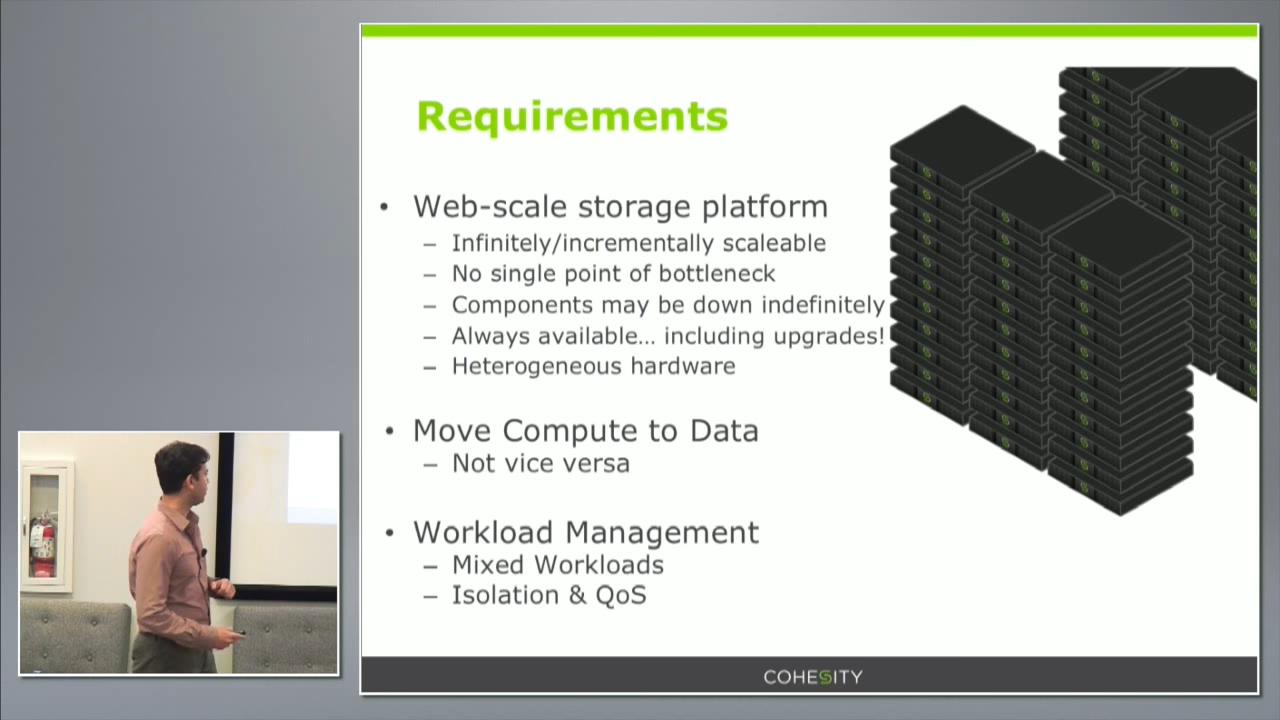 Requirements
• Web-scale storage platform
– Infinitely/incrementally scaleable
– No single point of bottleneck
– Components may be down indefinitely
– Always available... including upgrades!
– Heterogeneous hardware
• Move Compute to Data
– Not vice versa
• Workload Management
– Mixed Workloads
– Isolation & QoS
COHESITY